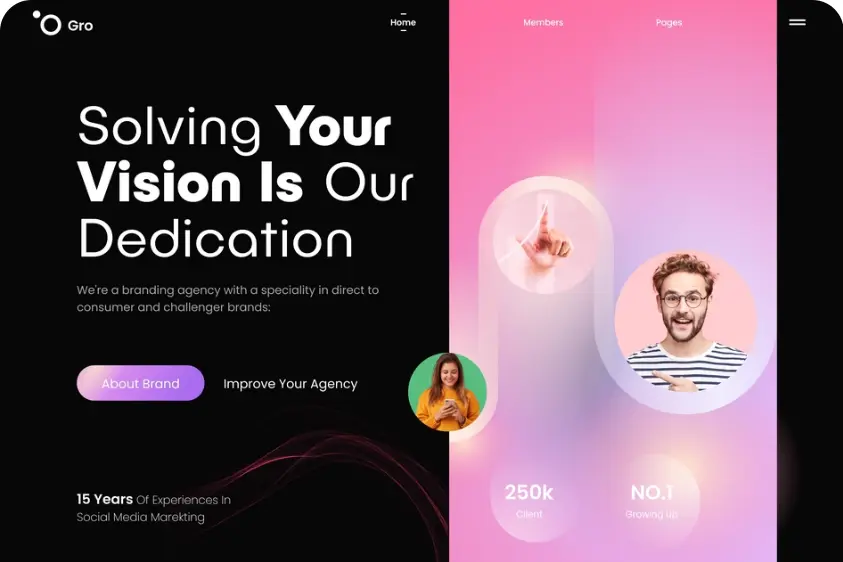 Gro
Home
Members
Pages
Solving Your
Vision Is Our
Dedication
We're a branding agency with a speciality in direct to
consumer and challenger brands:
About Brand
Improve Your Agency
15 Years Of Experiences In
Social Media Marekting
250k
Client
NO.1
Growing up